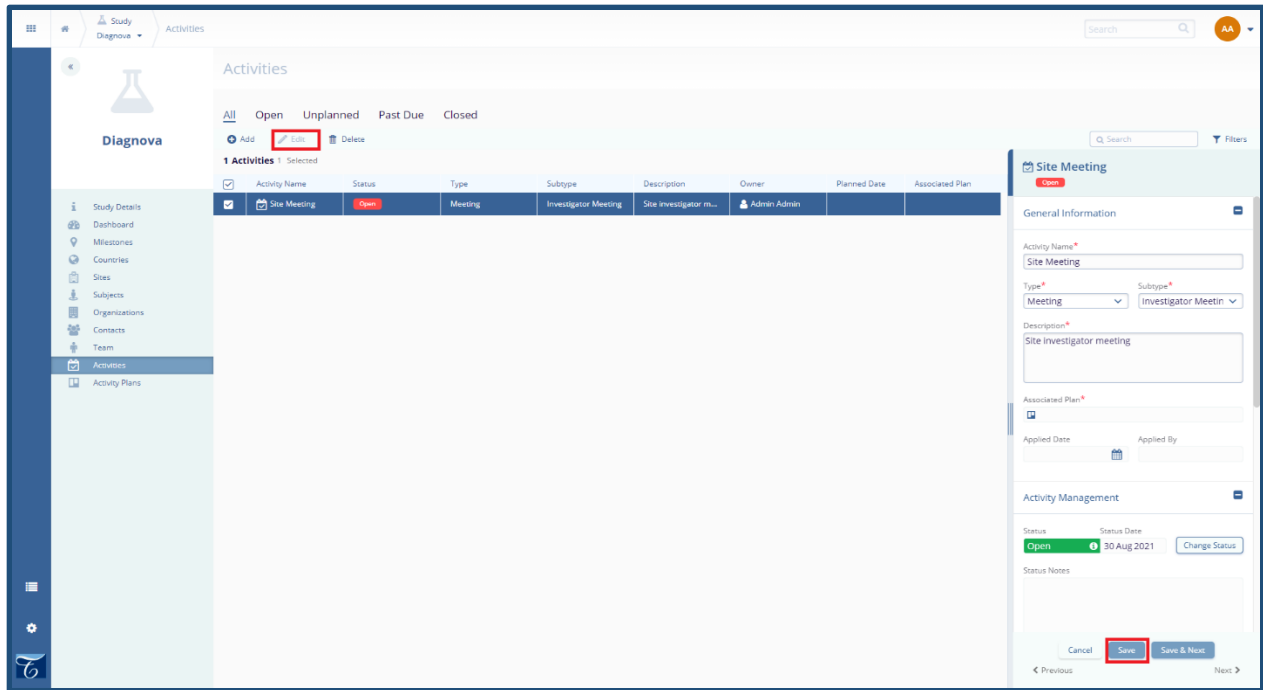 Study
Diagnova
Activities
Search
AA
Diagnova
Study Details
Dashboard
Milestones
Countries
Sites
Subjects
Organizations
Contacts
Team
Activities
Activity Plans
Activities
All Open Unplanned Past Due Closed
Add Edit Delete
Search
Filters
1 Activities 1 Selected
Activity Name Status Type Subtype Description Owner Planned Date Associated Plan
Site Meeting Open Meeting Investigator Meeting Site investigator m... Admin Admin
Site Meeting
Open
General Information
Activity Name*
Site Meeting
Type* Subtype*
Meeting Investigator Meetin
Description*
Site investigator meeting
Associated Plan*
Applied Date Applied By
Activity Management
Status Status Date
Open 30 Aug 2021 Change Status
Status Notes
Cancel Save Save & Next
Previous Next